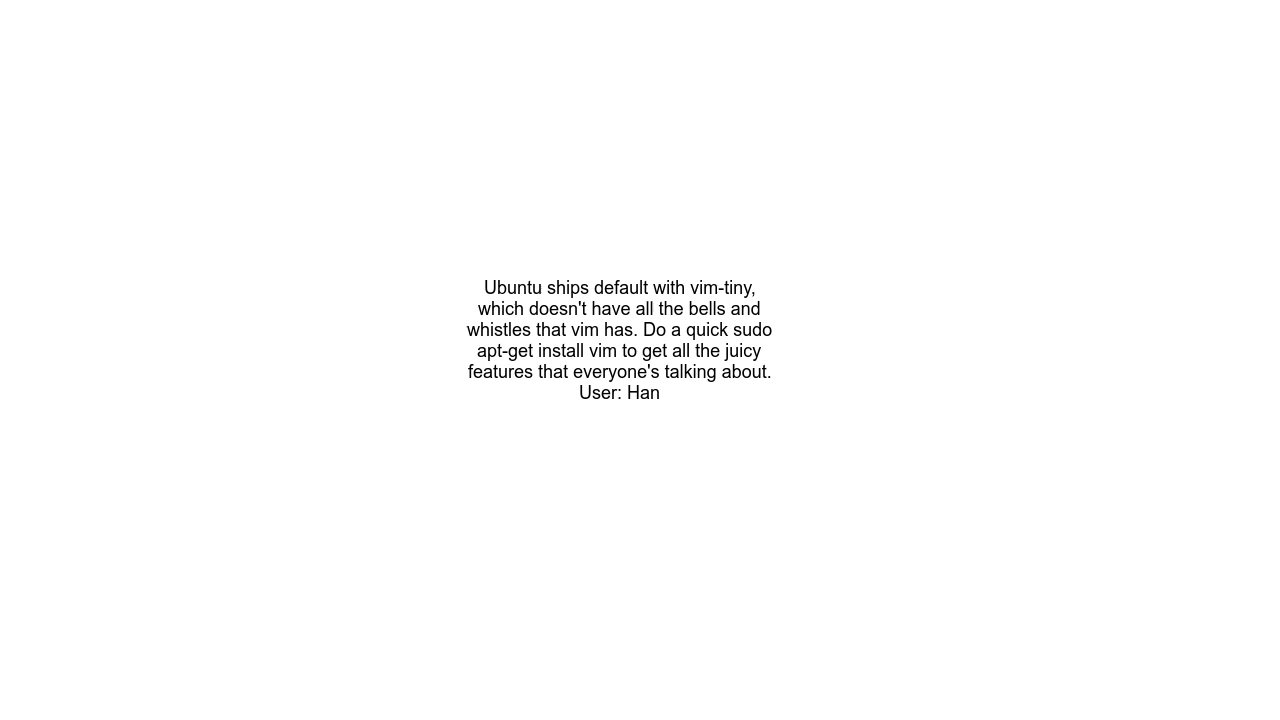 Ubuntu ships default with vim-tiny,
which doesn't have all the bells and
whistles that vim has. Do a quick sudo
apt-get install vim to get all the juicy
features that everyone's talking about.
User: Han